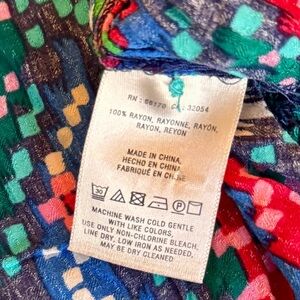 RN : 66170 CA : 32054
100% RAYON, RAYONNE, RAYÓN,
RAYON, REYON
MADE IN CHINA,
HECHO EN CHINA,
FABRIQUÉ EN CHINE
30 P
MACHINE WASH COLD GENTLE
WITH LIKE COLORS,
USE ONLY NON-CHLORINE BLEACH,
LINE DRY, LOW IRON AS NEEDED,
MAY BE DRY CLEANED